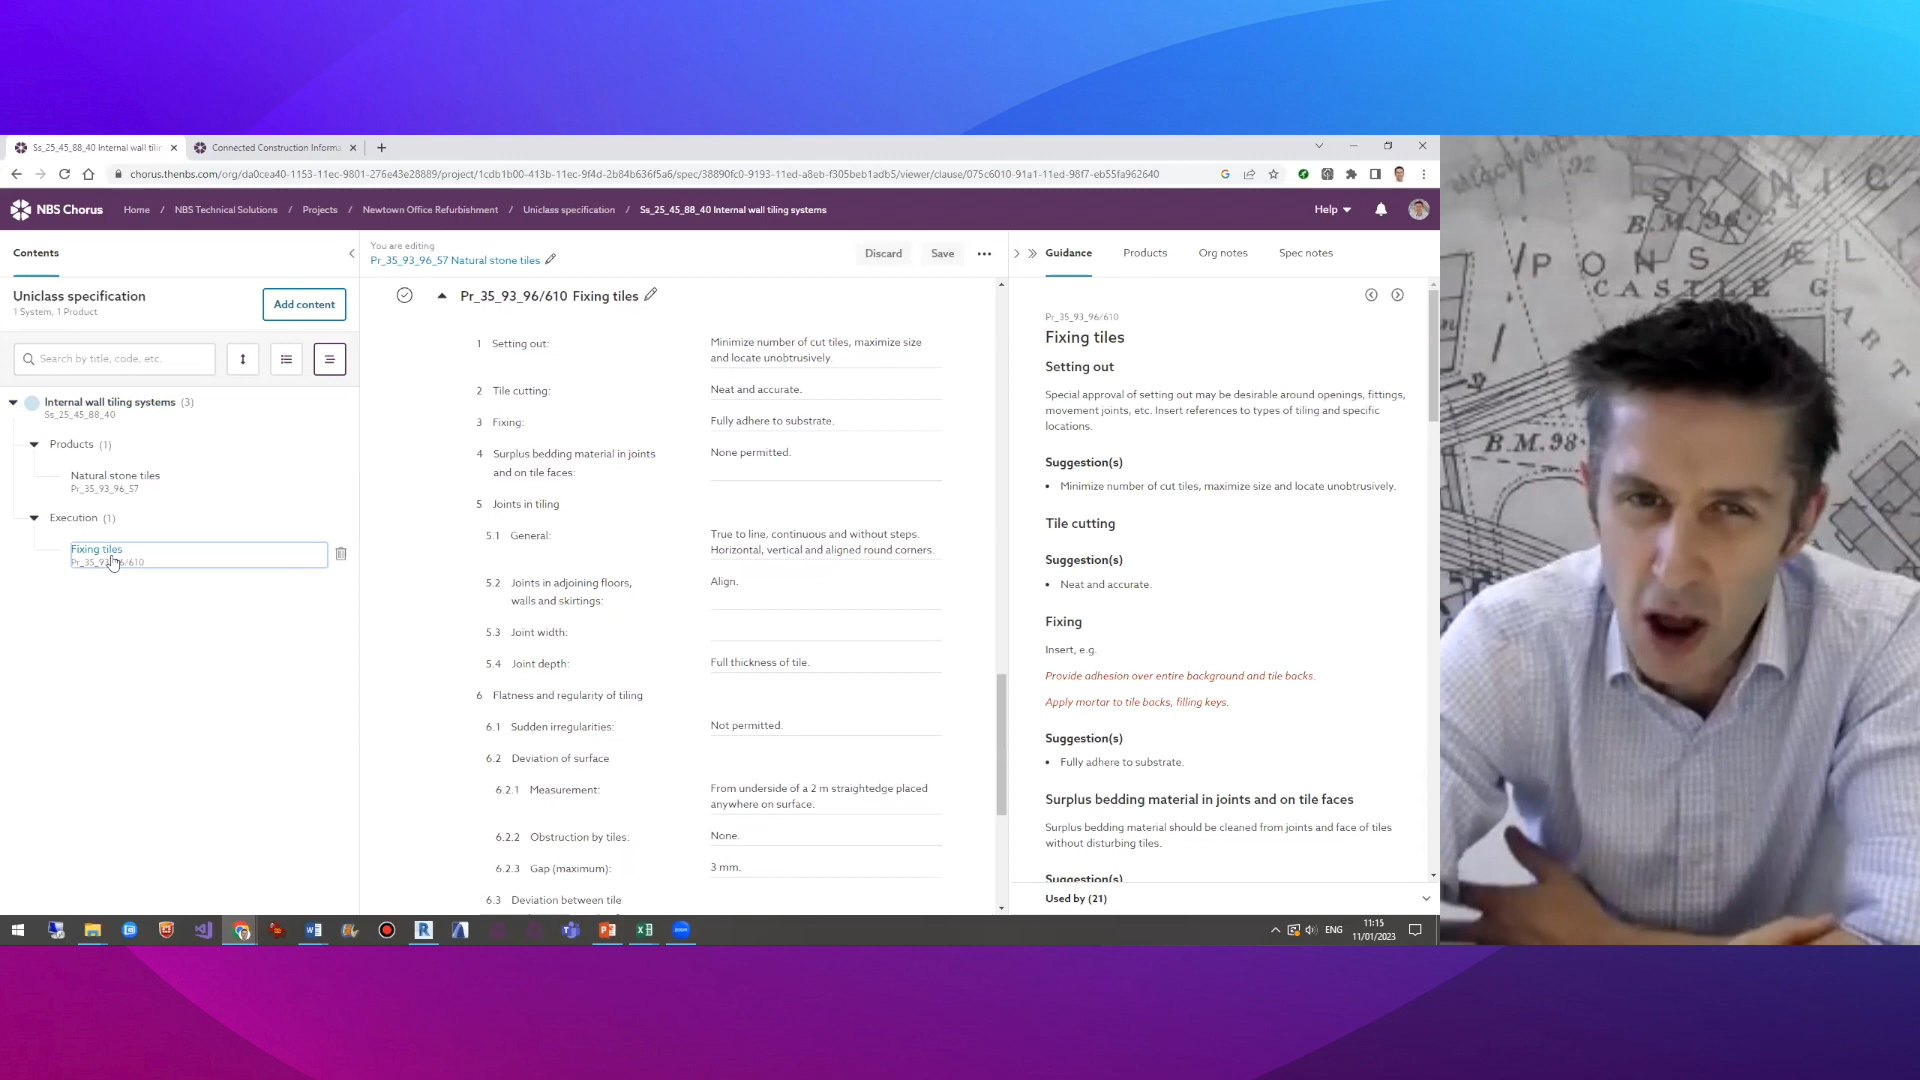 Ss_25_45_88_40 Internal wall tilin
Connected Construction Informa
chorus.thenbs.com/org/da0cea40-1153-11ec-9801-276e43e28889/project/1cdb1b00-413b-11ec-9f4d-2b84b636f5a6/spec/38890fc0-9193-11ed-a8eb-f305beb1adb5/viewer/clause/075c6010-91a1-11ed-98f7-eb55fa962640
NBS Chorus
Home / NBS Technical Solutions / Projects / Newtown Office Refurbishment / Uniclass specification / Ss_25_45_88_40 Internal wall tiling systems
Help
Contents
Uniclass specification
1 System, 1 Product
Add content
Search by title, code, etc.
Internal wall tiling systems (3)
Ss_25_45_88_40
Products (1)
Natural stone tiles
Pr_35_93_96_57
Execution (1)
Fixing tiles
Pr_35_93_96/610
You are editing
Pr_35_93_96_57 Natural stone tiles
Discard
Save
Pr_35_93_96/610 Fixing tiles
1 Setting out: Minimize number of cut tiles, maximize size
and locate unobtrusively.
2 Tile cutting: Neat and accurate.
3 Fixing: Fully adhere to substrate.
4 Surplus bedding material in joints None permitted.
and on tile faces:
5 Joints in tiling
5.1 General: True to line, continuous and without steps.
Horizontal, vertical and aligned round corners.
5.2 Joints in adjoining floors, Align.
walls and skirtings:
5.3 Joint width:
5.4 Joint depth: Full thickness of tile.
6 Flatness and regularity of tiling
6.1 Sudden irregularities: Not permitted.
6.2 Deviation of surface
6.2.1 Measurement: From underside of a 2 m straightedge placed
anywhere on surface.
6.2.2 Obstruction by tiles: None.
6.2.3 Gap (maximum): 3 mm.
6.3 Deviation between tile
Guidance
Products
Org notes
Spec notes
Pr_35_93_96/610
Fixing tiles
Setting out
Special approval of setting out may be desirable around openings, fittings,
movement joints, etc. Insert references to types of tiling and specific
locations.
Suggestion(s)
• Minimize number of cut tiles, maximize size and locate unobtrusively.
Tile cutting
Suggestion(s)
• Neat and accurate.
Fixing
Insert, e.g.
Provide adhesion over entire background and tile backs.
Apply mortar to tile backs, filling keys.
Suggestion(s)
• Fully adhere to substrate.
Surplus bedding material in joints and on tile faces
Surplus bedding material should be cleaned from joints and face of tiles
without disturbing tiles.
Suggestion(s)
Used by (21)
ENG
11:15
11/01/2023
PONS
CASTLE G
B.M.98